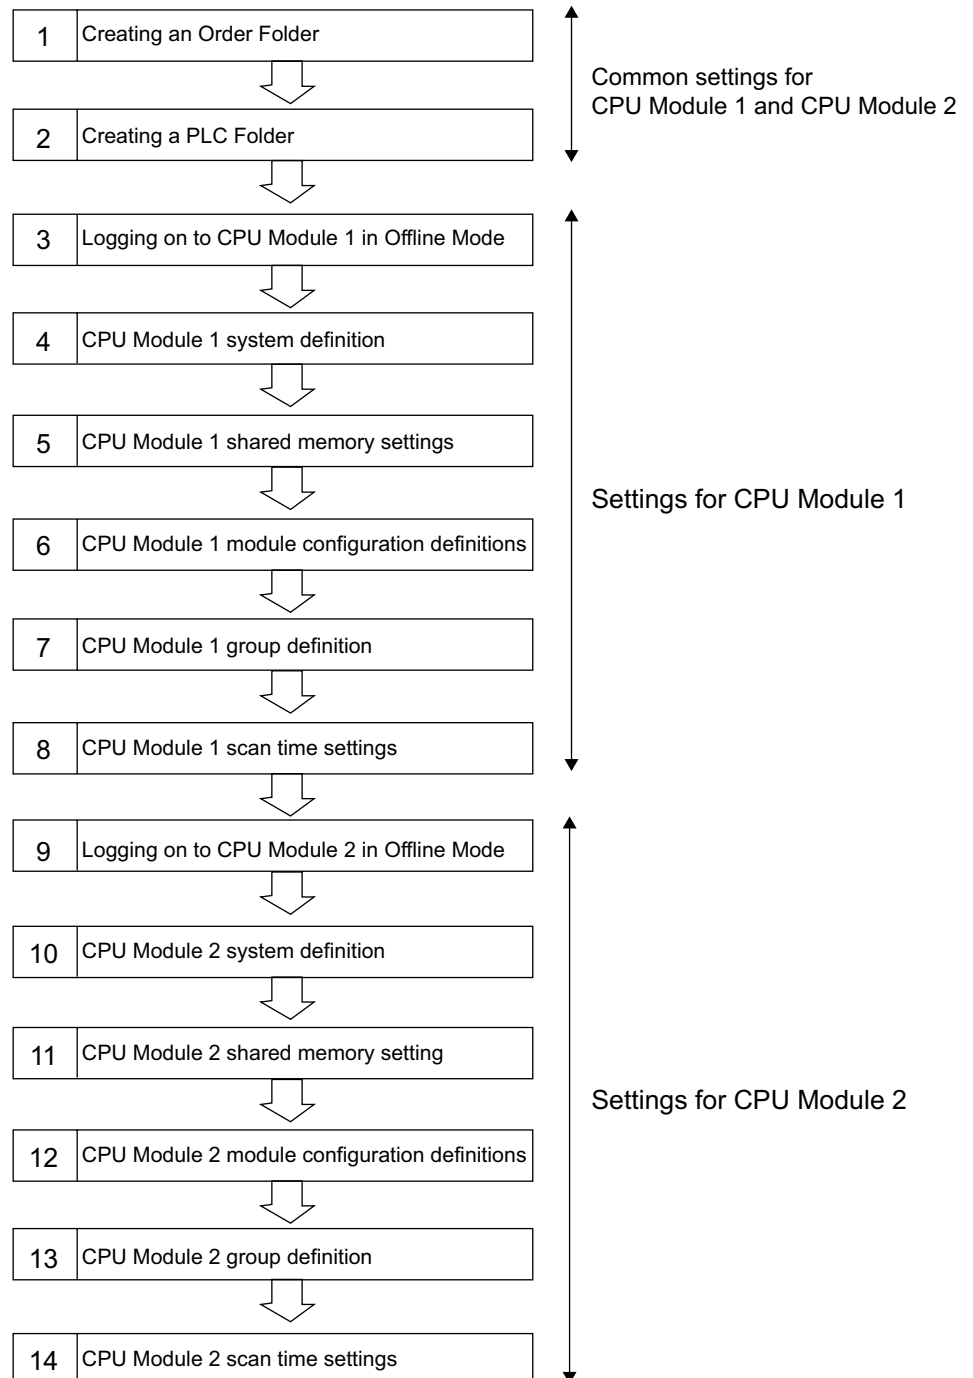 1 Creating an Order Folder
Common settings for
CPU Module 1 and CPU Module 2
2 Creating a PLC Folder
3 Logging on to CPU Module 1 in Offline Mode
4 CPU Module 1 system definition
5 CPU Module 1 shared memory settings
Settings for CPU Module 1
6 CPU Module 1 module configuration definitions
7 CPU Module 1 group definition
8 CPU Module 1 scan time settings
9 Logging on to CPU Module 2 in Offline Mode
10 CPU Module 2 system definition
11 CPU Module 2 shared memory setting
Settings for CPU Module 2
12 CPU Module 2 module configuration definitions
13 CPU Module 2 group definition
14 CPU Module 2 scan time settings